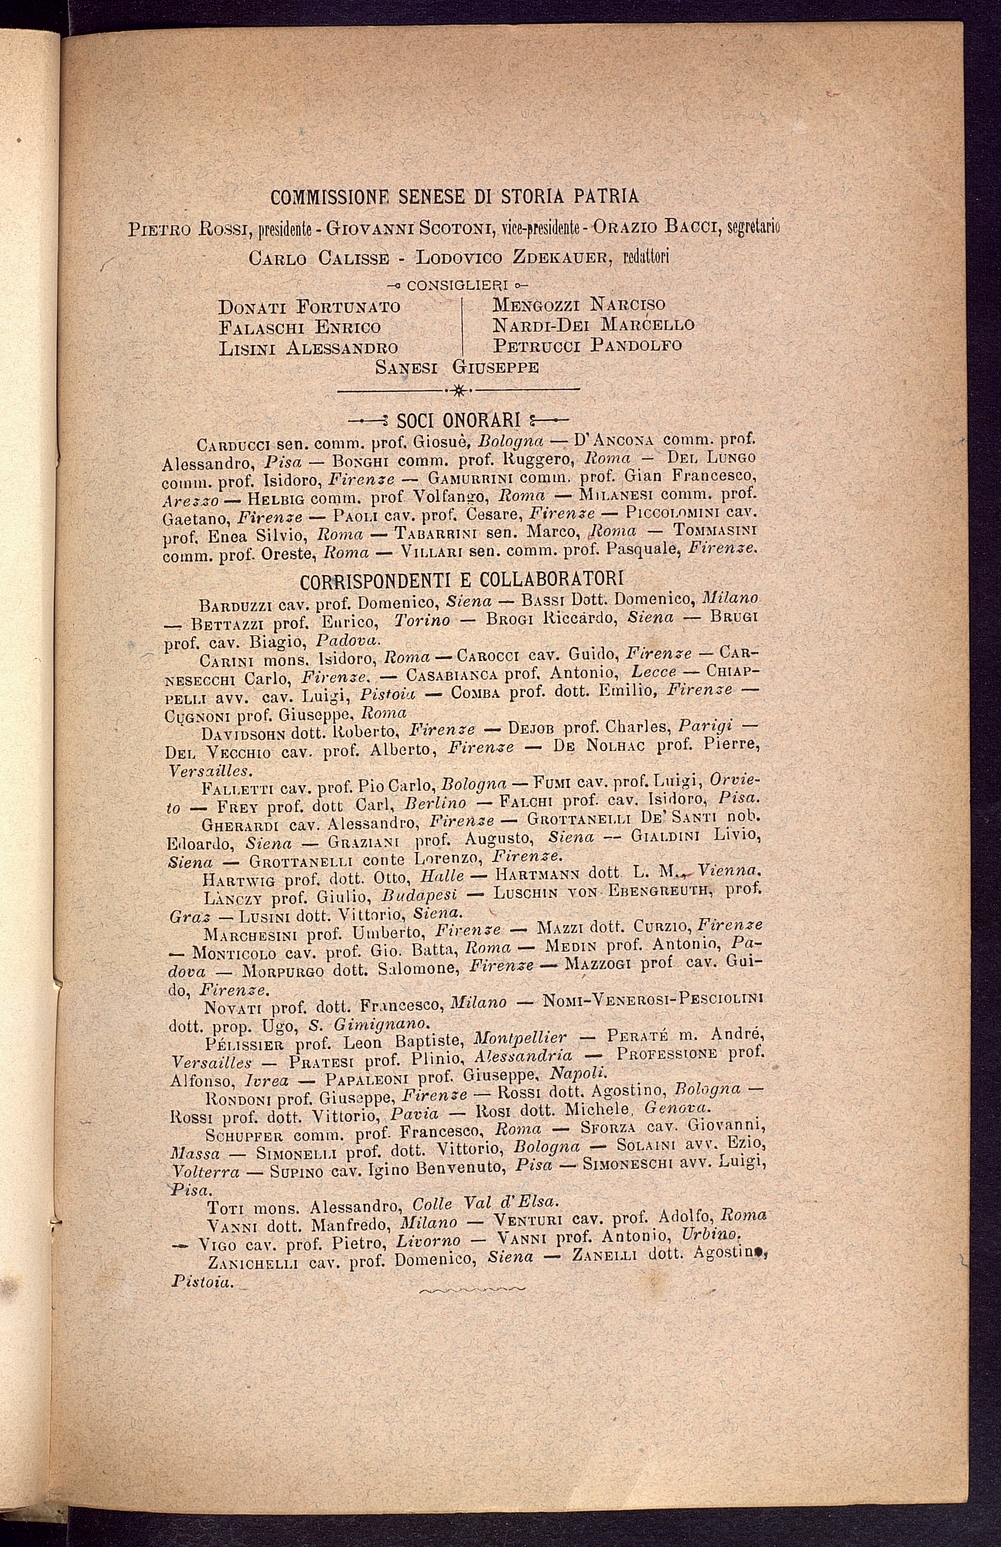 COMMISSIONE SENESE DI STORIA PATRIA
PIETRO ROSSI, presidente - GIOVANNI SCOTONI, vice-presidente - ORAZIO BACCI, segretario
CARLO CALISSE - LODOVICO ZDEKAUER, redattori
CONSIGLIERI
DONATI FORTUNATO
FALASCHI ENRICO
LISINI ALESSANDRO
MENGOZZI NARCISO
NARDI-DEI MARCELLO
PETRUCCI PANDOLFO
SANESI GIUSEPPE
SOCI ONORARI
CARDUCCI sen. comm. prof. Giosuè, Bologna — D'ANCONA comm. prof.
Alessandro, Pisa — BONGHI comm. prof. Ruggero, Roma — DEL LUNGO
comm. prof. Isidoro, Firenze — GAMURRINI comm. prof. Gian Francesco,
Arezzo — HELBIG comm. prof Volfango, Roma — MILANESI comm. prof.
Gaetano, Firenze — PAOLI cav. prof. Cesare, Firenze — PICCOLOMINI cav.
prof. Enea Silvio, Roma — TABARRINI sen. Marco, Roma — TOMMASINI
comm. prof. Oreste, Roma — VILLARI sen. comm. prof. Pasquale, Firenze.
CORRISPONDENTI E COLLABORATORI
BARDUZZI cav. prof. Domenico, Siena — BASSI Dott. Domenico, Milano
— BETTAZZI prof. Enrico, Torino — BROGI Riccardo, Siena — BRUGI
prof. cav. Biagio, Padova.
CARINI mons. Isidoro, Roma — CAROCCI cav. Guido, Firenze — CAR-
NESECCHI Carlo, Firenze. — CASABIANCA prof. Antonio, Lecce — CHIAP-
PELLI avv. cav. Luigi, Pistoia — COMBA prof. dott. Emilio, Firenze —
CUGNONI prof. Giuseppe, Roma
DAVIDSOHN dott. Roberto, Firenze — DEJOB prof. Charles, Parigi —
DEL VECCHIO cav. prof. Alberto, Firenze — DE NOLHAC prof. Pierre,
Versailles.
FALLETTI cav. prof. Pio Carlo, Bologna — FUMI cav. prof. Luigi, Orvie-
to — FREY prof. dott Carl, Berlino — FALCHI prof. cav. Isidoro, Pisa.
GHERARDI cav. Alessandro, Firenze — GROTTANELLI DE' SANTI nob.
Edoardo, Siena — GRAZIANI prof. Augusto, Siena — GIALDINI Livio,
Siena — GROTTANELLI conte Lorenzo, Firenze.
HARTWIG prof. dott. Otto, Halle — HARTMANN dott L. M., Vienna.
LÀNCZY prof. Giulio, Budapesi — LUSCHIN VON EBENGREUTH, prof.
Graz — LUSINI dott. Vittorio, Siena.
MARCHESINI prof. Umberto, Firenze — MAZZI dott. CURZIO, Firenze
— MONTICOLO cav. prof. Gio. Batta, Roma — MEDIN prof. Antonio, Pa-
dova — MORPURGO dott. Salomone, Firenze — MAZZOGI prof cav. Gui-
do, Firenze.
NOVATI prof. dott. Francesco, Milano — NOMI-VENEROSI-PESCIOLINI
dott. prop. Ugo, S. Gimignano.
PÉLISSIER prof. Leon Baptiste, Montpellier — PERATÉ m. André,
Versailles — PRATESI prof. Plinio, Alessandria — PROFESSIONE prof.
Alfonso, Ivrea — PAPALEONI prof. Giuseppe, Napoli.
RONDONI prof. Giuseppe, Firenze — ROSSI dott. Agostino, Bologna —
ROSSI prof. dott. Vittorio, Pavia — ROSI dott. Michele, Genova.
SCHUPFER comm. prof. Francesco, Roma — SFORZA cav. Giovanni,
Massa — SIMONELLI prof. dott. Vittorio, Bologna — SOLAINI avv. Ezio,
Volterra — SUPINO cav. Igino Benvenuto, Pisa — SIMONESCHI avv. Luigi,
Pisa.
TOTI mons. Alessandro, Colle Val d'Elsa.
VANNI dott. Manfredo, Milano — VENTURI cav. prof. Adolfo, Roma
— VIGO cav. prof. Pietro, Livorno — VANNI prof. Antonio, Urbino.
ZANICHELLI cav. prof. Domenico, Siena — ZANELLI dott. Agostino,
Pistoia.